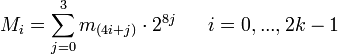 M_i = \sum_{j=0}^{3} m_{(4i+j)} \cdot 2^{8j} \qquad i = 0, ..., 2k - 1